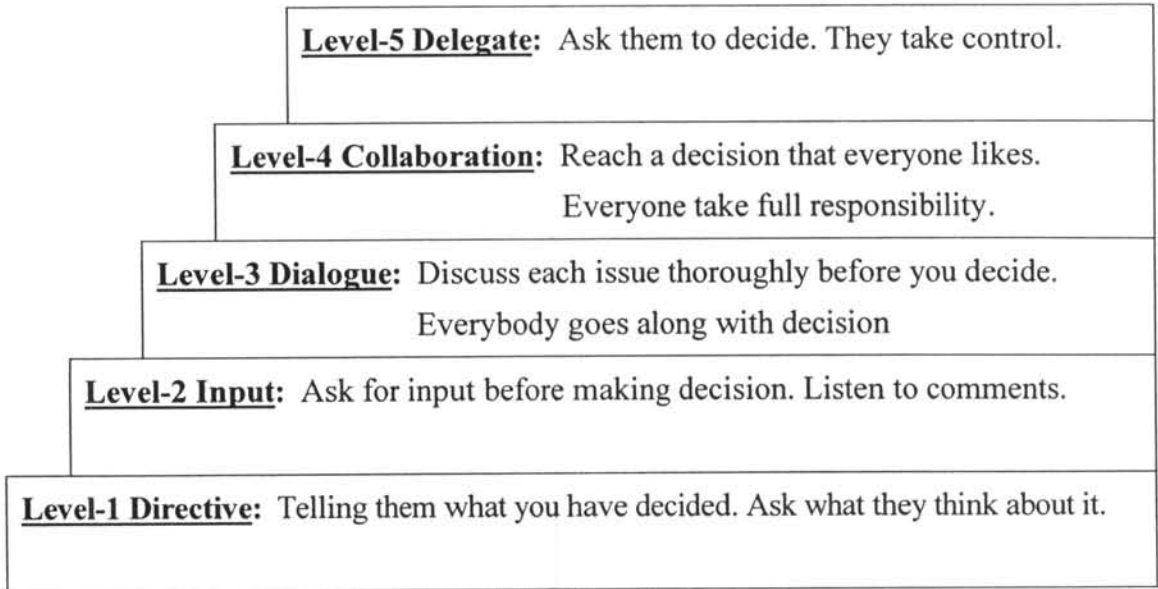 Level-5 Delegate: Ask them to decide. They take control.
Level-4 Collaboration: Reach a decision that everyone likes.
Everyone take full responsibility.
Level-3 Dialogue: Discuss each issue thoroughly before you decide.
Everybody goes along with decision
Level-2 Input: Ask for input before making decision. Listen to comments.
Level-1 Directive: Telling them what you have decided. Ask what they think about it.